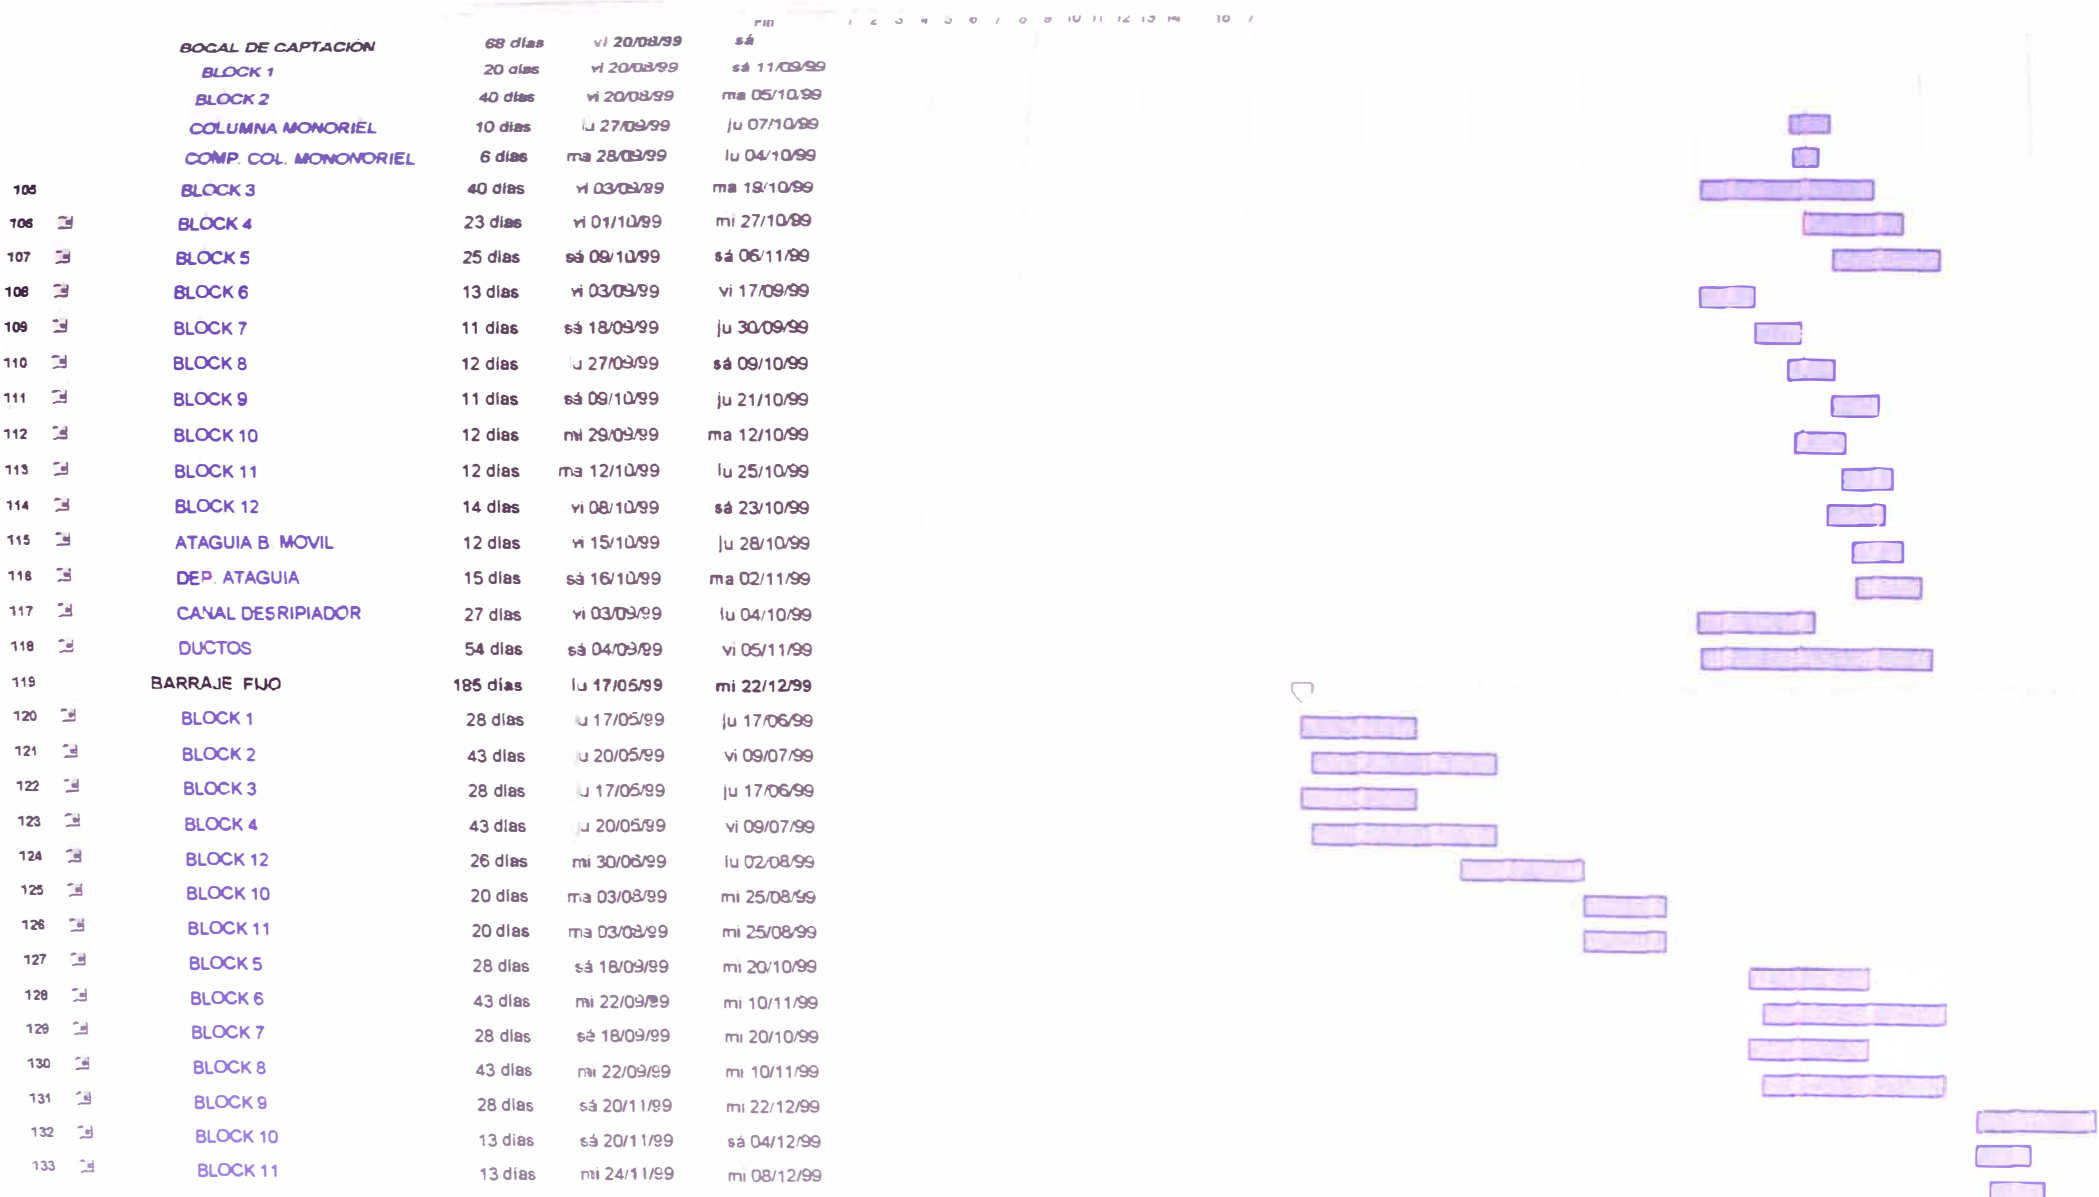 Fin 1 2 3 4 5 6 7 8 9 10 11 12 13 14 16
BOCAL DE CAPTACIÓN 68 días vi 20/08/99 sá
BLOCK 1 20 días vi 20/08/99 sá 11/09/99
BLOCK 2 40 días vi 20/08/99 ma 05/10/99
COLUMNA MONORIEL 10 días lu 27/09/99 ju 07/10/99
COMP. COL. MONONORIEL 6 días ma 28/09/99 lu 04/10/99
105 BLOCK 3 40 días vi 03/09/99 ma 19/10/99
106 BLOCK 4 23 días vi 01/10/99 mi 27/10/99
107 BLOCK 5 25 días sá 09/10/99 sá 06/11/99
108 BLOCK 6 13 días vi 03/09/99 vi 17/09/99
109 BLOCK 7 11 días sá 18/09/99 ju 30/09/99
110 BLOCK 8 12 días lu 27/09/99 sá 09/10/99
111 BLOCK 9 11 días sá 09/10/99 ju 21/10/99
112 BLOCK 10 12 días mi 29/09/99 ma 12/10/99
113 BLOCK 11 12 días ma 12/10/99 lu 25/10/99
114 BLOCK 12 14 días vi 08/10/99 sá 23/10/99
115 ATAGUIA B. MOVIL 12 días vi 15/10/99 ju 28/10/99
116 DEP. ATAGUIA 15 días sá 16/10/99 ma 02/11/99
117 CANAL DESRIPIADOR 27 días vi 03/09/99 lu 04/10/99
118 DUCTOS 54 días sá 04/09/99 vi 05/11/99
119 BARRAJE FIJO 185 días lu 17/05/99 mi 22/12/99
120 BLOCK 1 28 días lu 17/05/99 ju 17/06/99
121 BLOCK 2 43 días ju 20/05/99 vi 09/07/99
122 BLOCK 3 28 días lu 17/05/99 ju 17/06/99
123 BLOCK 4 43 días ju 20/05/99 vi 09/07/99
124 BLOCK 12 26 días mi 30/06/99 lu 02/08/99
125 BLOCK 10 20 días ma 03/08/99 mi 25/08/99
126 BLOCK 11 20 días ma 03/08/99 mi 25/08/99
127 BLOCK 5 28 días sá 18/09/99 mi 20/10/99
128 BLOCK 6 43 días mi 22/09/99 mi 10/11/99
129 BLOCK 7 28 días sá 18/09/99 mi 20/10/99
130 BLOCK 8 43 días mi 22/09/99 mi 10/11/99
131 BLOCK 9 28 días sá 20/11/99 mi 22/12/99
132 BLOCK 10 13 días sá 20/11/99 sá 04/12/99
133 BLOCK 11 13 días mi 24/11/99 mi 08/12/99